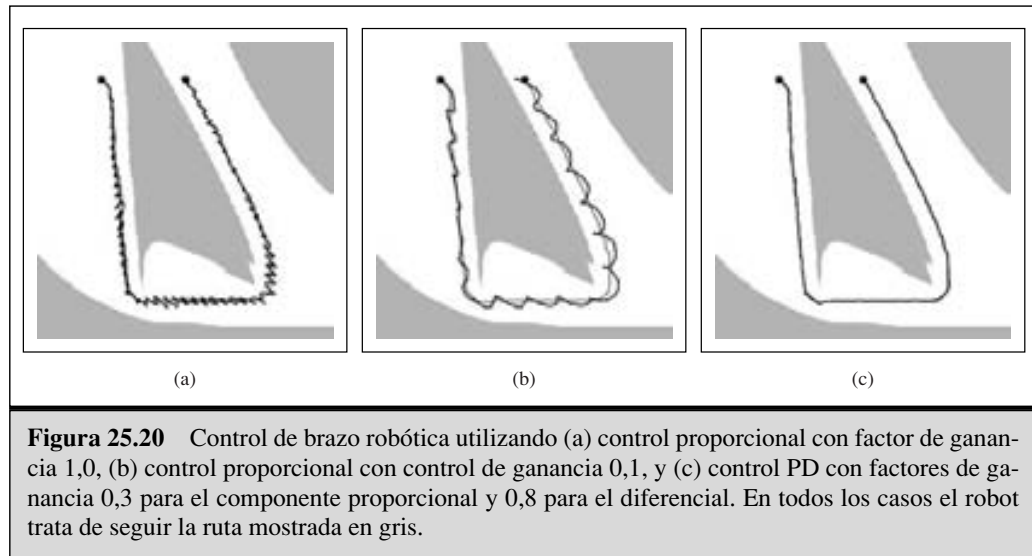 (a) (b) (c)
Figura 25.20 Control de brazo robótica utilizando (a) control proporcional con factor de ganan-
cia 1,0, (b) control proporcional con control de ganancia 0,1, y (c) control PD con factores de ga-
nancia 0,3 para el componente proporcional y 0,8 para el diferencial. En todos los casos el robot
trata de seguir la ruta mostrada en gris.